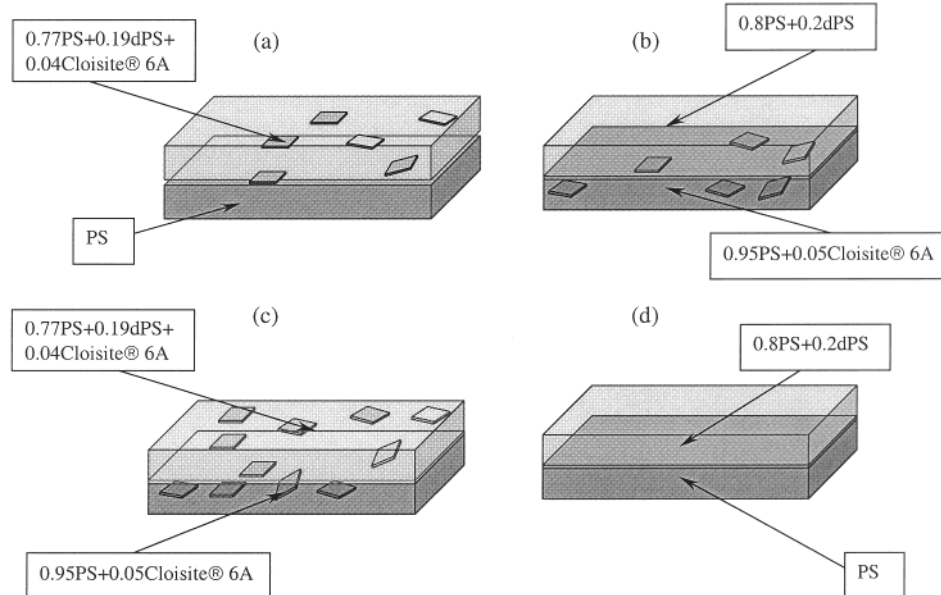 (a)
0.77PS+0.19dPS+
0.04Cloisite® 6A
PS
(b)
0.8PS+0.2dPS
0.95PS+0.05Cloisite® 6A
(c)
0.77PS+0.19dPS+
0.04Cloisite® 6A
0.95PS+0.05Cloisite® 6A
(d)
0.8PS+0.2dPS
PS